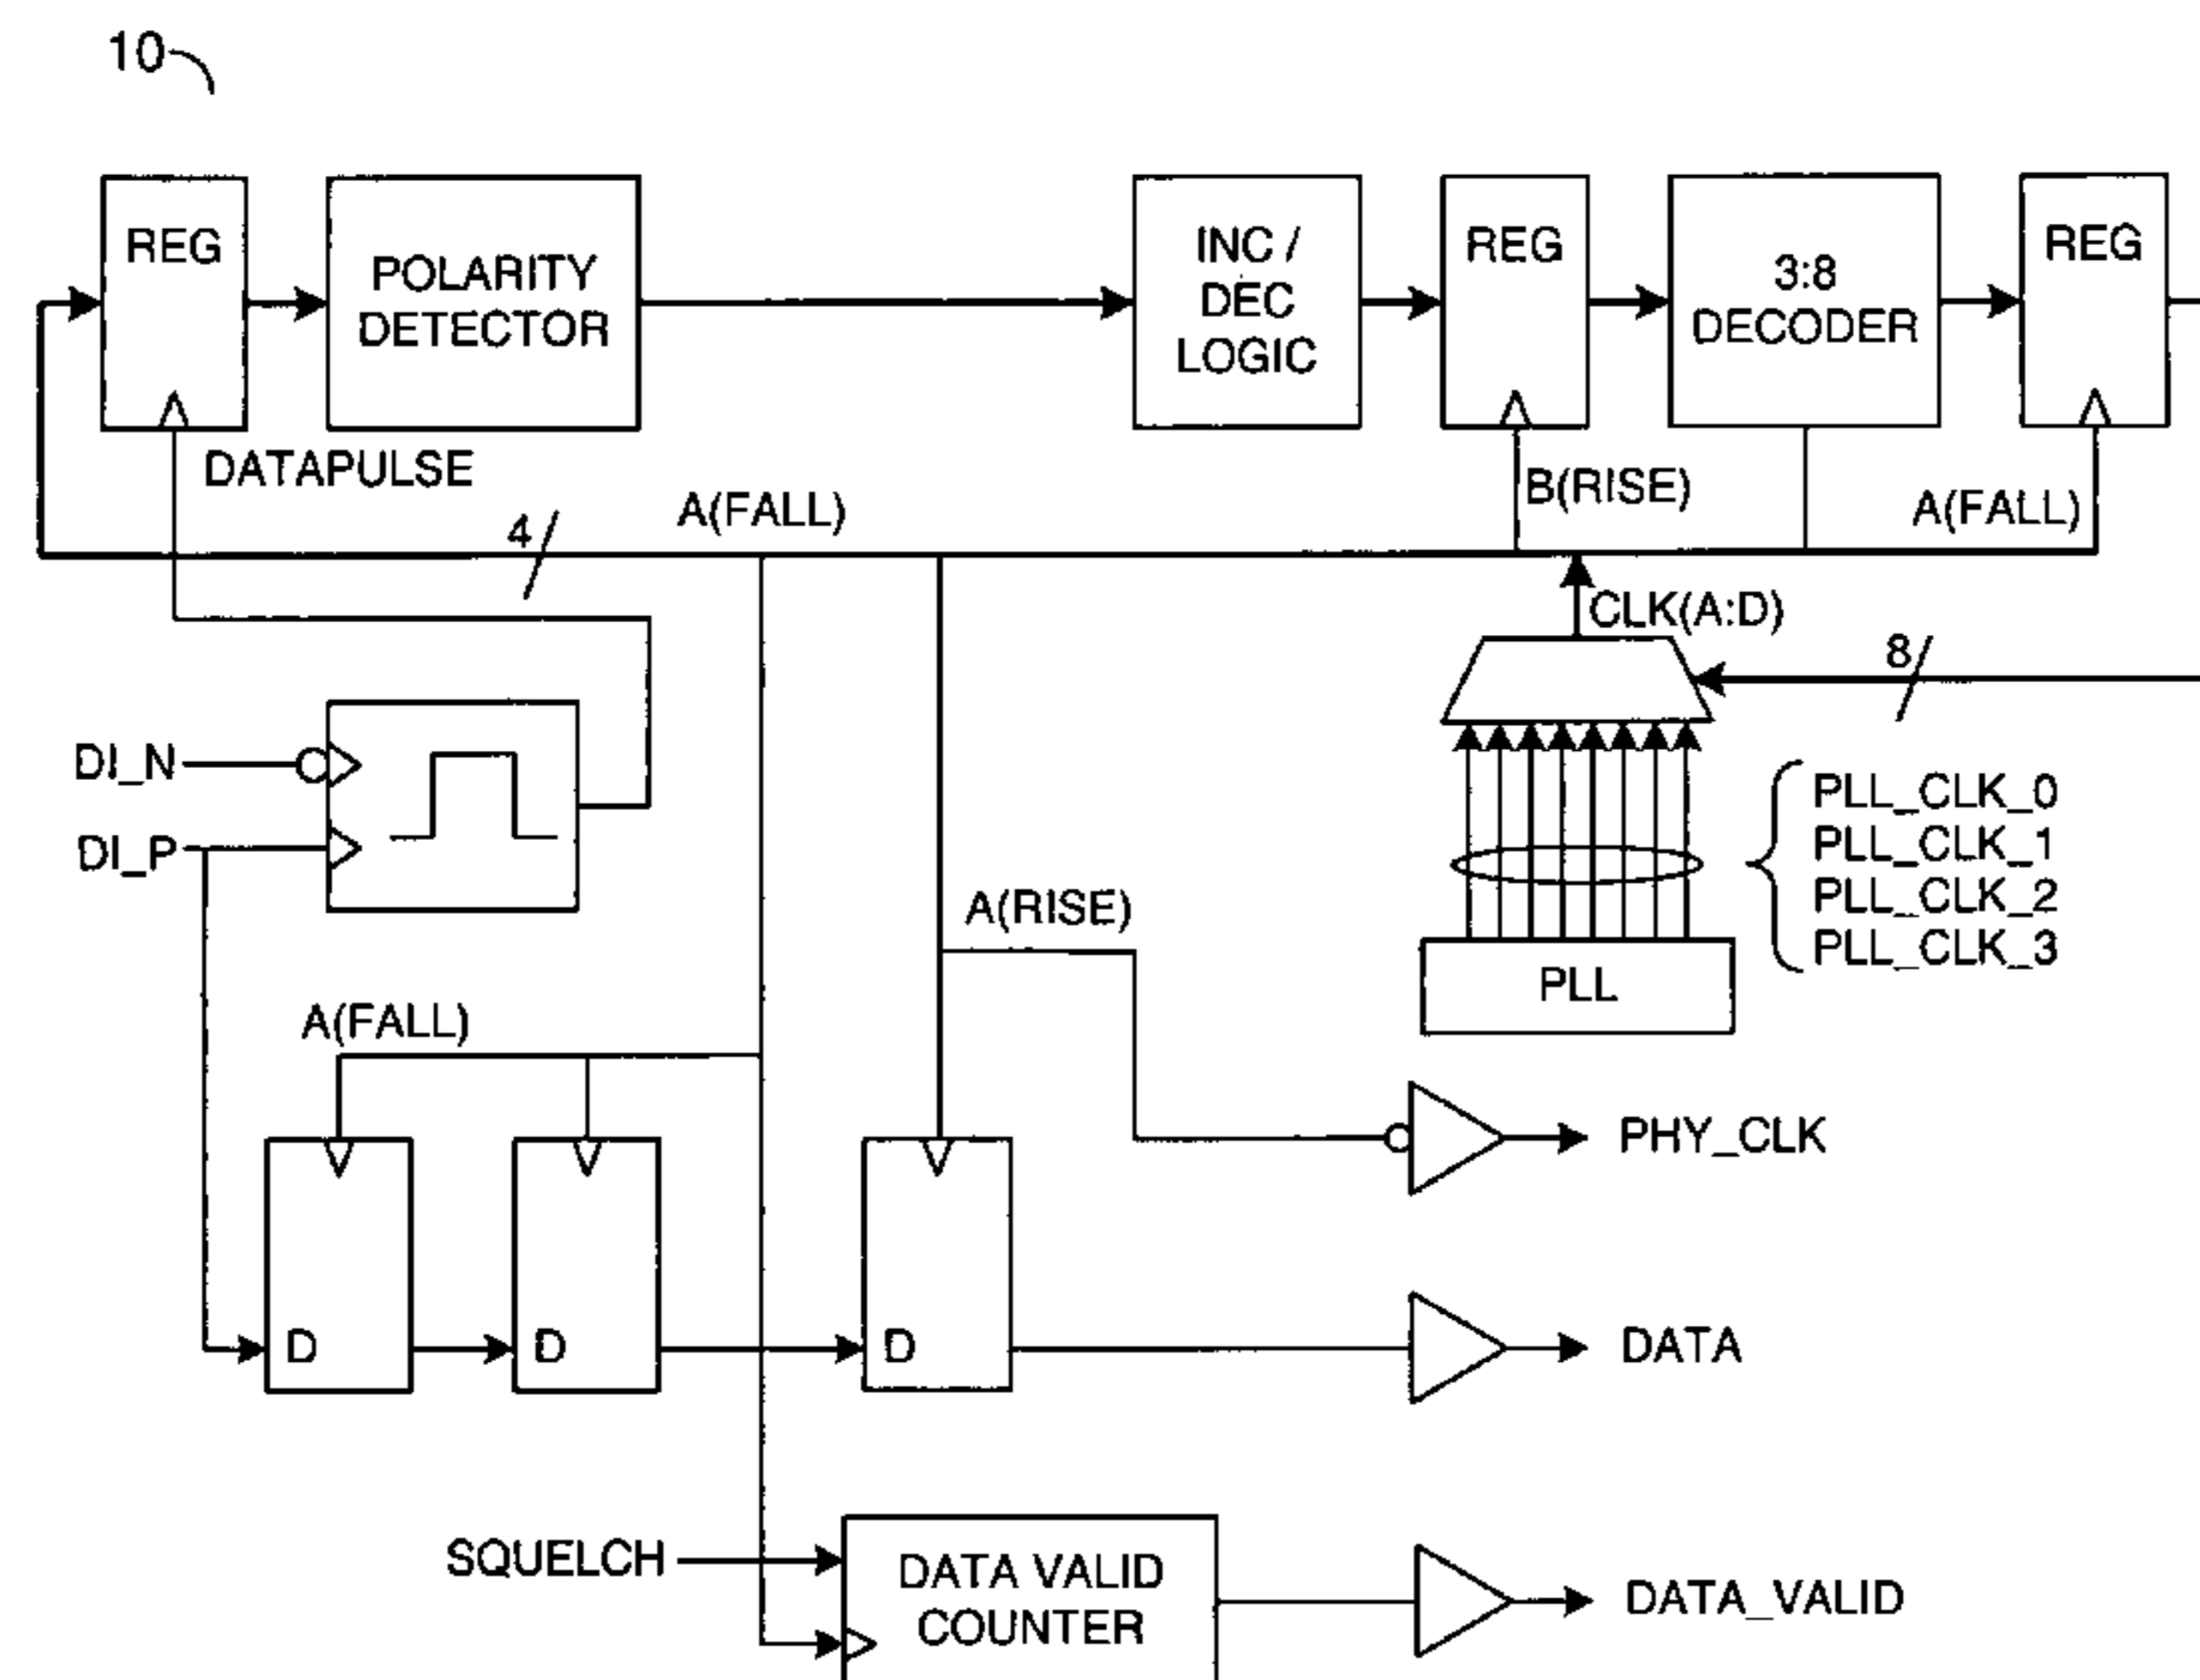 10
REG
POLARITY
DETECTOR
INC /
DEC
LOGIC
REG
3:8
DECODER
REG
DATAPULSE
4
A(FALL)
B(RISE)
A(FALL)
CLK(A:D)
8
DI_N
DI_P
PLL_CLK_0
PLL_CLK_1
PLL_CLK_2
PLL_CLK_3
A(RISE)
PLL
A(FALL)
PHY_CLK
D
D
D
DATA
SQUELCH
DATA VALID
COUNTER
DATA_VALID